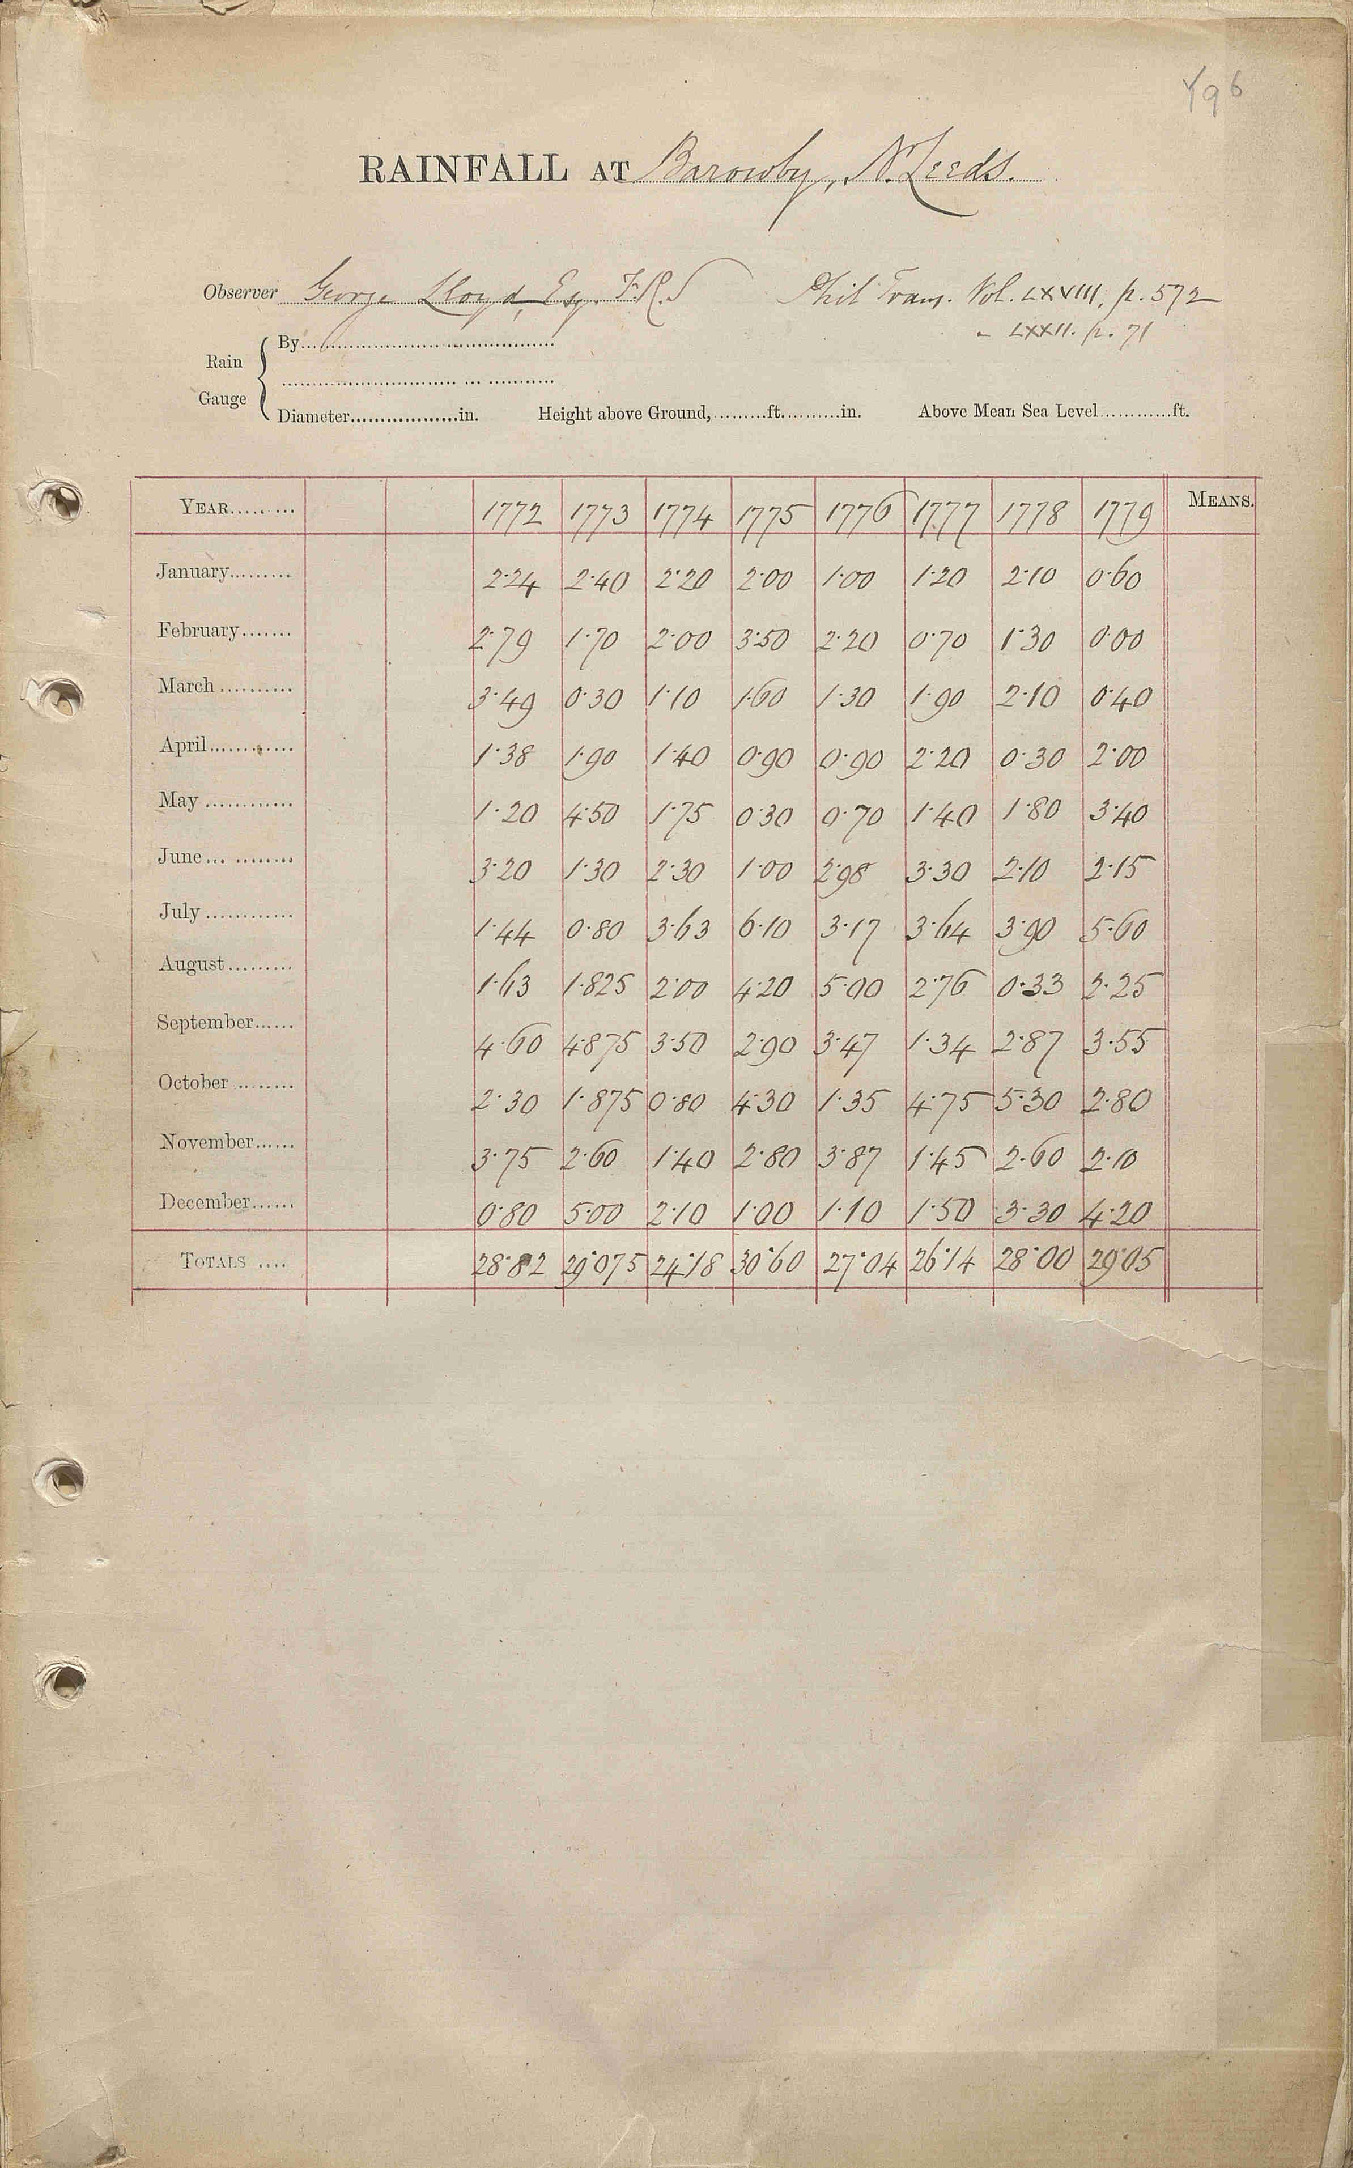 Y96
RAINFALL AT Barowby, N. Leeds.
Observer George Lloyd, Esq. F.R.S Phil Trans. Vol. LXVIII, p. 572
" LXXII. p. 71
Rain Gauge { By
Diameter in. Height above Ground, ft. in. Above Mean Sea Level ft.
YEAR 1772 1773 1774 1775 1776 1777 1778 1779 MEANS.
January 2.24 2.40 2.20 2.00 1.00 1.20 2.10 0.60
February 2.79 1.70 2.00 3.50 2.20 0.70 1.30 0.00
March 3.49 0.30 1.10 1.60 1.30 1.90 2.10 0.40
April 1.38 1.90 1.40 0.90 0.90 2.20 0.30 2.00
May 1.20 4.50 1.75 0.30 0.70 1.40 1.80 3.40
June 3.20 1.30 2.30 1.00 2.98 3.30 2.10 2.15
July 1.44 0.80 3.63 6.10 3.17 3.64 3.90 5.60
August 1.63 1.825 2.00 4.20 5.00 2.76 0.33 2.25
September 4.60 4.875 3.50 2.90 3.47 1.34 2.87 3.55
October 2.30 1.875 0.80 4.30 1.35 4.75 5.30 2.80
November 3.75 2.60 1.40 2.80 3.87 1.45 2.60 2.10
December 0.80 5.00 2.10 1.00 1.10 1.50 3.30 4.20
TOTALS 28.82 29.075 24.18 30.60 27.04 26.14 28.00 29.05